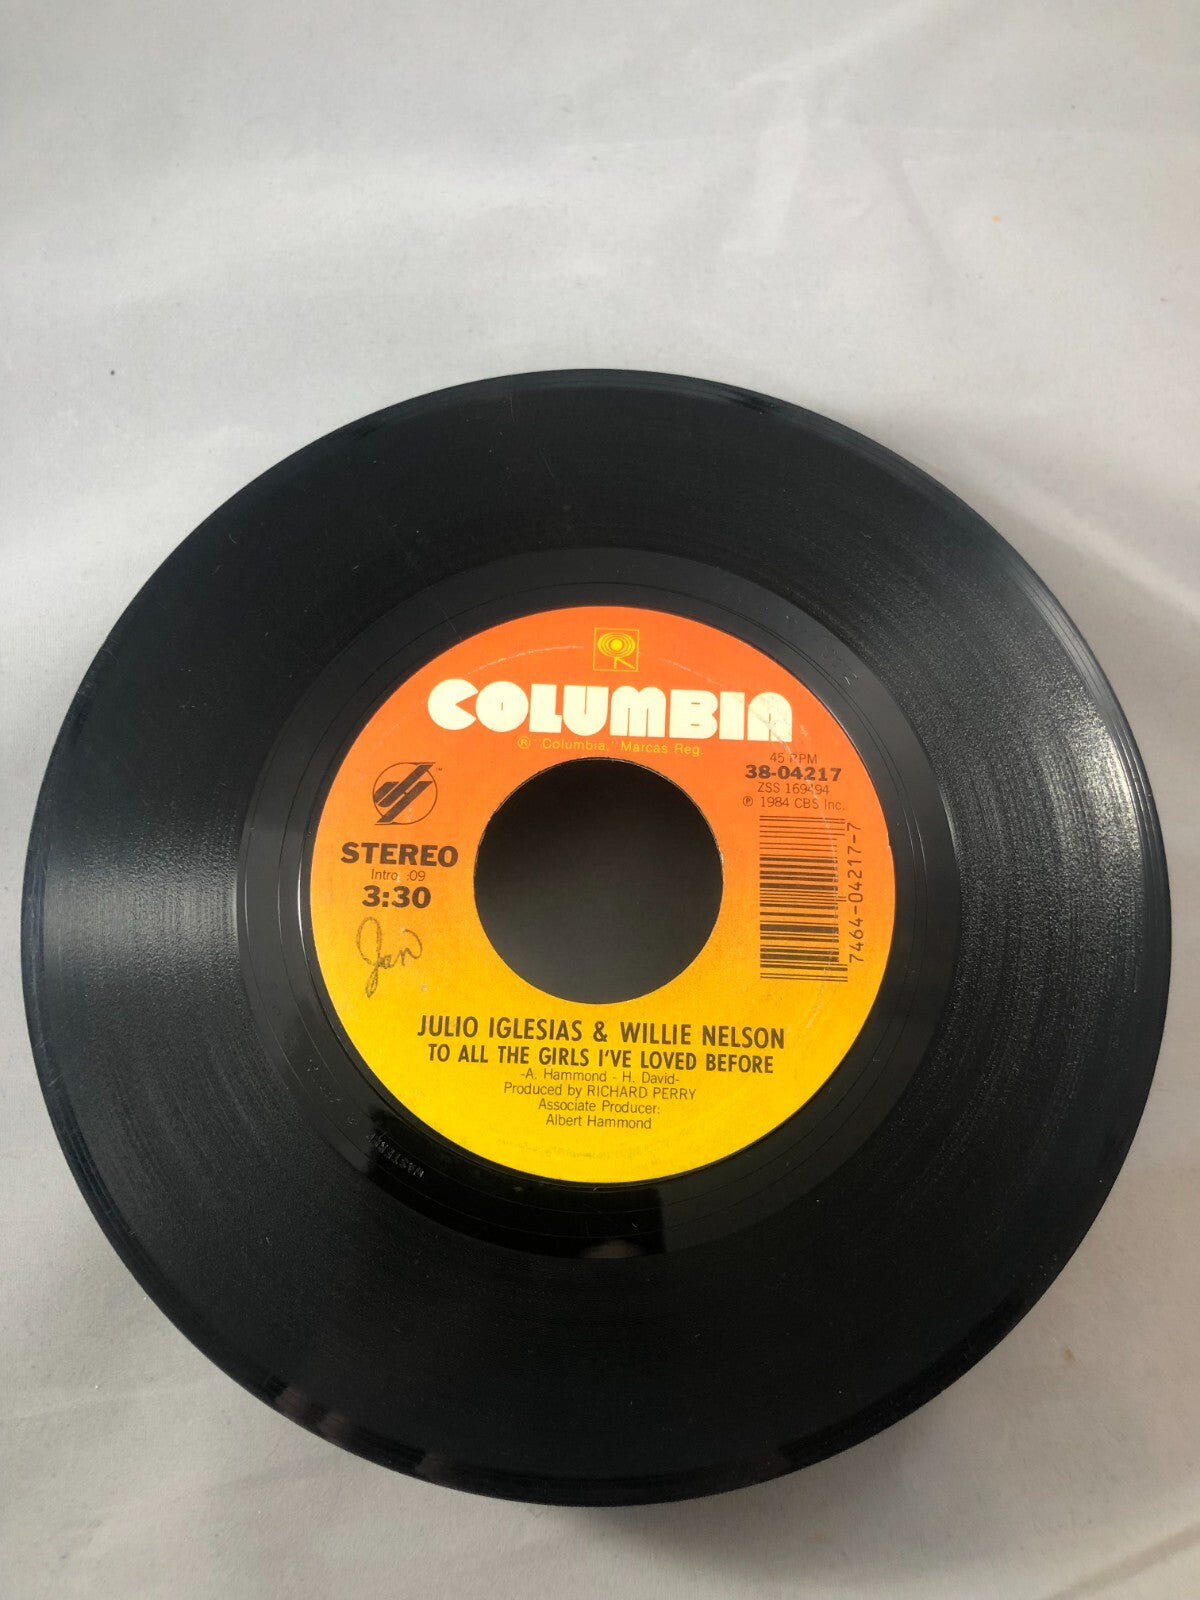 COLUMBIA
® "Columbia," Marcas Reg.
45 RPM
38-04217
ZSS 169494
℗ 1984 CBS Inc.
™
STEREO
Intro. :09
3:30
Jan
7464-04217-7
JULIO IGLESIAS & WILLIE NELSON
TO ALL THE GIRLS I'VE LOVED BEFORE
-A. Hammond - H. David-
Produced by RICHARD PERRY
Associate Producer:
Albert Hammond